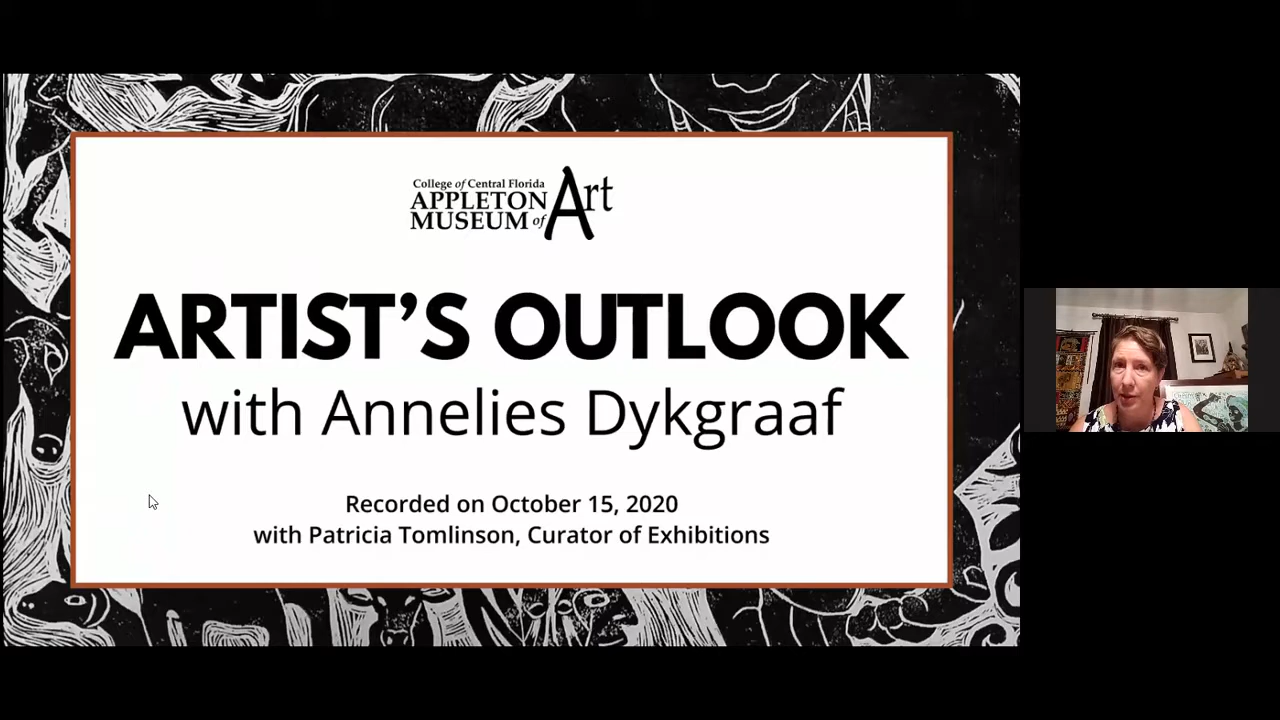 College of Central Florida
APPLETON
MUSEUM of Art
ARTIST’S OUTLOOK
with Annelies Dykgraaf
Recorded on October 15, 2020
with Patricia Tomlinson, Curator of Exhibitions